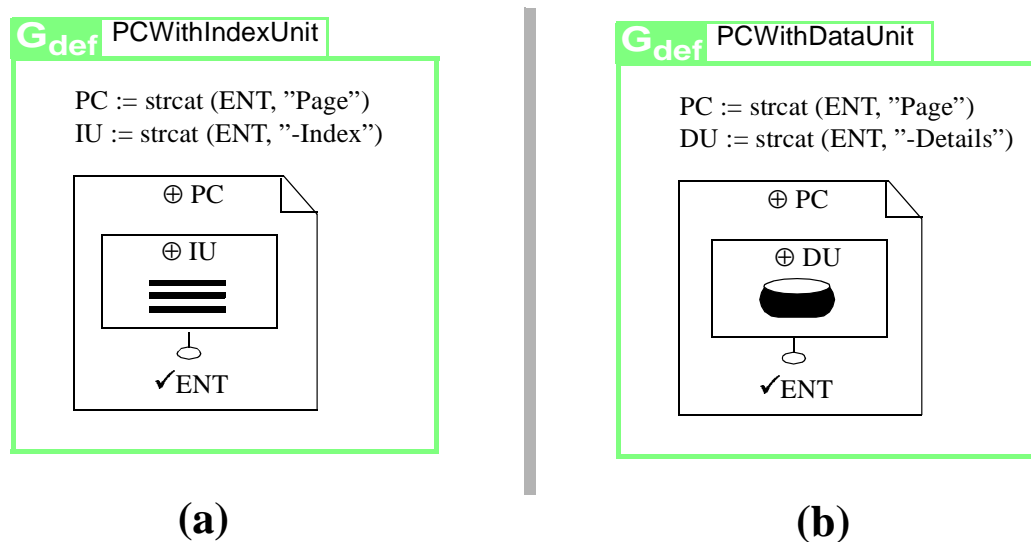 Gdef PCWithIndexUnit
PC := strcat (ENT, ”Page”)
IU := strcat (ENT, ”-Index”)
⊕ PC
⊕ IU
✓ENT
(a)
Gdef PCWithDataUnit
PC := strcat (ENT, ”Page”)
DU := strcat (ENT, ”-Details”)
⊕ PC
⊕ DU
✓ENT
(b)